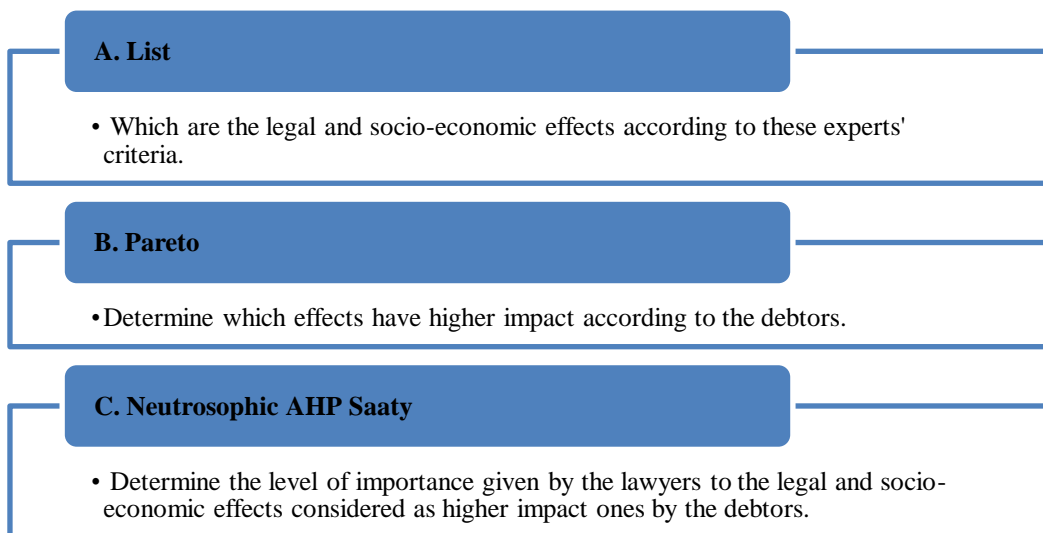 A. List
• Which are the legal and socio-economic effects according to these experts'
criteria.
B. Pareto
•Determine which effects have higher impact according to the debtors.
C. Neutrosophic AHP Saaty
• Determine the level of importance given by the lawyers to the legal and socio-
economic effects considered as higher impact ones by the debtors.